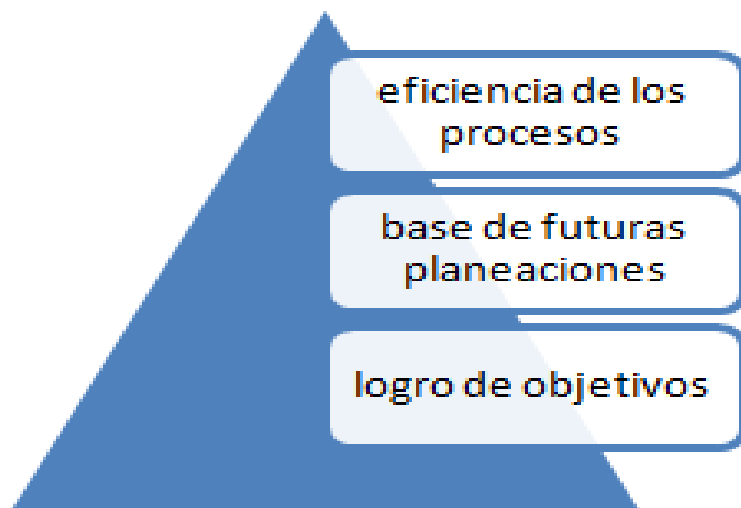 eficiencia de los
procesos
base de futuras
planeaciones
logro de objetivos